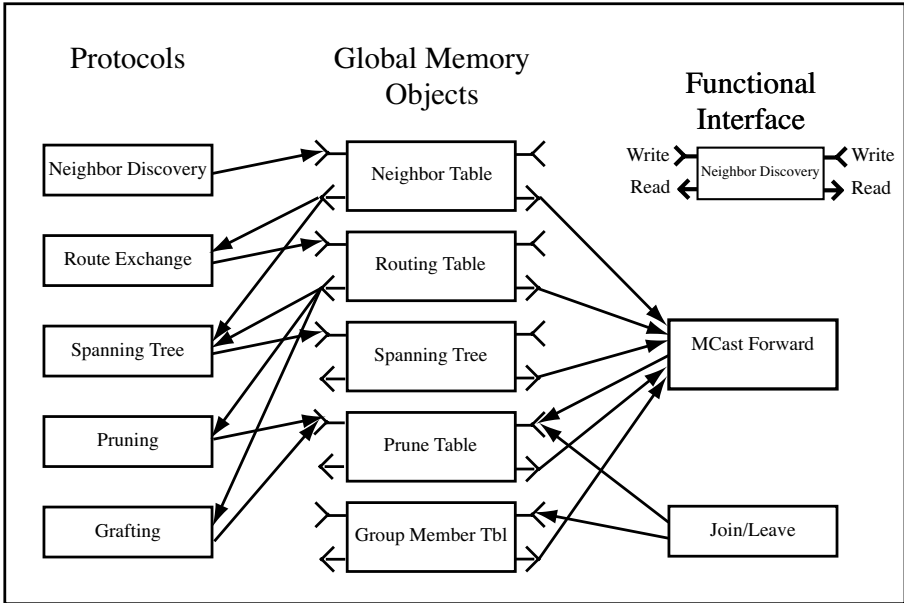 Protocols
Global Memory
Objects
Functional
Interface
Neighbor Discovery
Route Exchange
Spanning Tree
Pruning
Grafting
Neighbor Table
Routing Table
Spanning Tree
Prune Table
Group Member Tbl
Write
Read
Neighbor Discovery
Write
Read
MCast Forward
Join/Leave